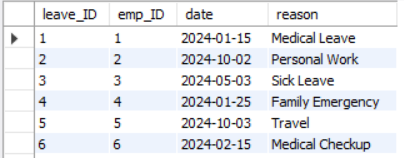 leave_ID emp_ID date reason
1 1 2024-01-15 Medical Leave
2 2 2024-10-02 Personal Work
3 3 2024-05-03 Sick Leave
4 4 2024-01-25 Family Emergency
5 5 2024-10-03 Travel
6 6 2024-02-15 Medical Checkup